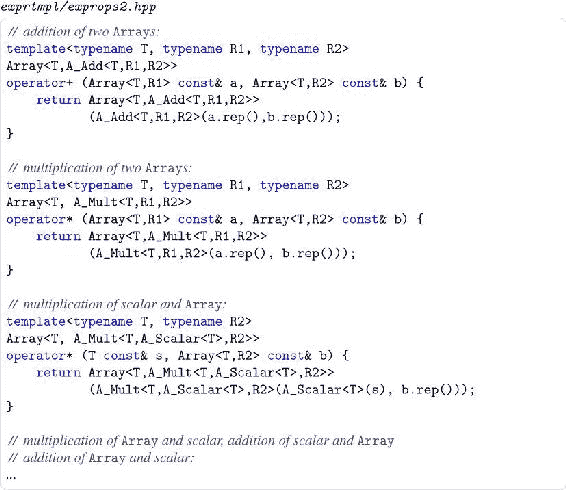 exprtmpl/exprops2.hpp
// addition of two Arrays:
template<typename T, typename R1, typename R2>
Array<T,A_Add<T,R1,R2>>
operator+ (Array<T,R1> const& a, Array<T,R2> const& b) {
    return Array<T,A_Add<T,R1,R2>>
           (A_Add<T,R1,R2>(a.rep(),b.rep()));
}
// multiplication of two Arrays:
template<typename T, typename R1, typename R2>
Array<T, A_Mult<T,R1,R2>>
operator* (Array<T,R1> const& a, Array<T,R2> const& b) {
    return Array<T,A_Mult<T,R1,R2>>
           (A_Mult<T,R1,R2>(a.rep(), b.rep()));
}
// multiplication of scalar and Array:
template<typename T, typename R2>
Array<T, A_Mult<T,A_Scalar<T>,R2>>
operator* (T const& s, Array<T,R2> const& b) {
    return Array<T,A_Mult<T,A_Scalar<T>,R2>>
           (A_Mult<T,A_Scalar<T>,R2>(A_Scalar<T>(s), b.rep()));
}
// multiplication of Array and scalar, addition of scalar and Array
// addition of Array and scalar:
...